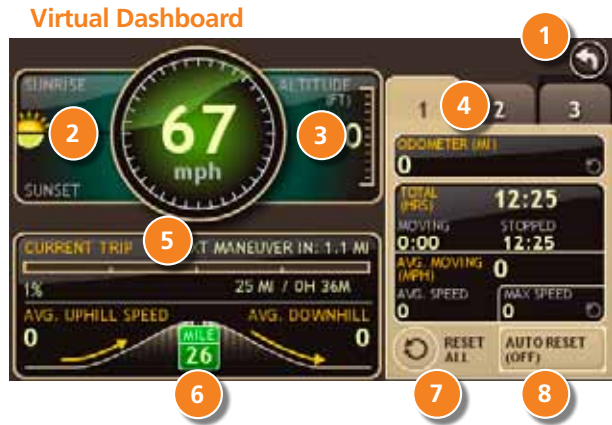 Virtual Dashboard
1
SUNRISE
2
SUNSET
67
mph
ALTITUDE
(FT)
3
0
1 4 2 3
ODOMETER (MI)
0
TOTAL
(HRS)
12:25
MOVING STOPPED
0:00 12:25
AVG. MOVING
(MPH)
0
AVG. SPEED MAX SPEED
0 0
RESET
ALL
AUTO RESET
(OFF)
7 8
CURRENT TRIP 5 MANEUVER IN: 1.1 MI
1% 25 MI / 0H 36M
AVG. UPHILL SPEED AVG. DOWNHILL
0 0
MILE
26
6